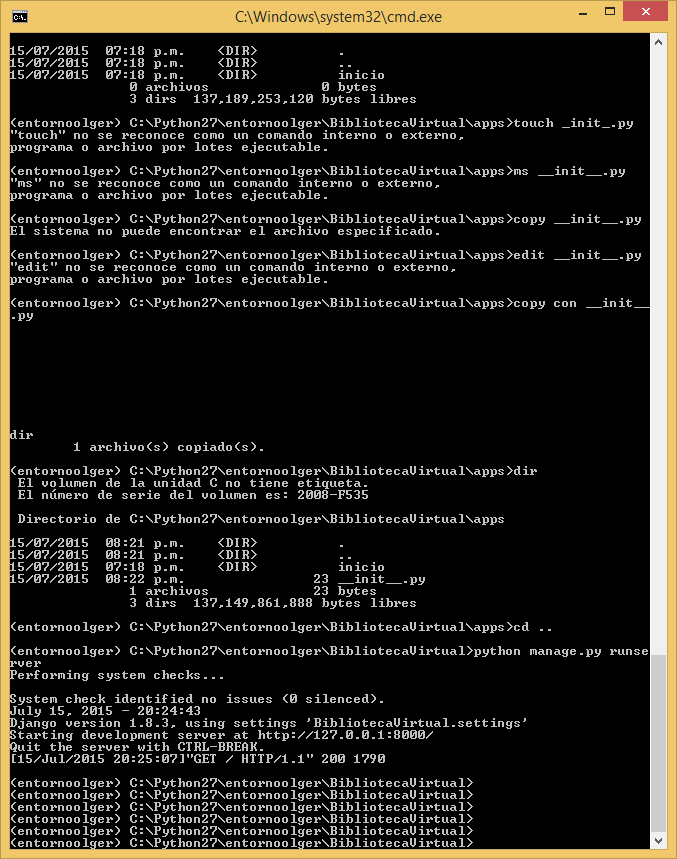 C:\Windows\system32\cmd.exe
15/07/2015  07:18 p.m.    <DIR>          .
15/07/2015  07:18 p.m.    <DIR>          ..
15/07/2015  07:18 p.m.    <DIR>          inicio
               0 archivos              0 bytes
               3 dirs  137,189,253,120 bytes libres
(entornoolger) C:\Python27\entornoolger\BibliotecaVirtual\apps>touch _init_.py
"touch" no se reconoce como un comando interno o externo,
programa o archivo por lotes ejecutable.
(entornoolger) C:\Python27\entornoolger\BibliotecaVirtual\apps>ms __init__.py
"ms" no se reconoce como un comando interno o externo,
programa o archivo por lotes ejecutable.
(entornoolger) C:\Python27\entornoolger\BibliotecaVirtual\apps>copy __init__.py
El sistema no puede encontrar el archivo especificado.
(entornoolger) C:\Python27\entornoolger\BibliotecaVirtual\apps>edit __init__.py
"edit" no se reconoce como un comando interno o externo,
programa o archivo por lotes ejecutable.
(entornoolger) C:\Python27\entornoolger\BibliotecaVirtual\apps>copy con __init__
.py
dir
        1 archivo(s) copiado(s).
(entornoolger) C:\Python27\entornoolger\BibliotecaVirtual\apps>dir
 El volumen de la unidad C no tiene etiqueta.
 El número de serie del volumen es: 2008-F535
 Directorio de C:\Python27\entornoolger\BibliotecaVirtual\apps
15/07/2015  08:21 p.m.    <DIR>          .
15/07/2015  08:21 p.m.    <DIR>          ..
15/07/2015  07:18 p.m.    <DIR>          inicio
15/07/2015  08:22 p.m.                23 __init__.py
               1 archivos             23 bytes
               3 dirs  137,149,861,888 bytes libres
(entornoolger) C:\Python27\entornoolger\BibliotecaVirtual\apps>cd ..
(entornoolger) C:\Python27\entornoolger\BibliotecaVirtual>python manage.py runse
rver
Performing system checks...
System check identified no issues (0 silenced).
July 15, 2015 - 20:24:43
Django version 1.8.3, using settings 'BibliotecaVirtual.settings'
Starting development server at http://127.0.0.1:8000/
Quit the server with CTRL-BREAK.
[15/Jul/2015 20:25:07]"GET / HTTP/1.1" 200 1790
(entornoolger) C:\Python27\entornoolger\BibliotecaVirtual>
(entornoolger) C:\Python27\entornoolger\BibliotecaVirtual>
(entornoolger) C:\Python27\entornoolger\BibliotecaVirtual>
(entornoolger) C:\Python27\entornoolger\BibliotecaVirtual>
(entornoolger) C:\Python27\entornoolger\BibliotecaVirtual>
(entornoolger) C:\Python27\entornoolger\BibliotecaVirtual>